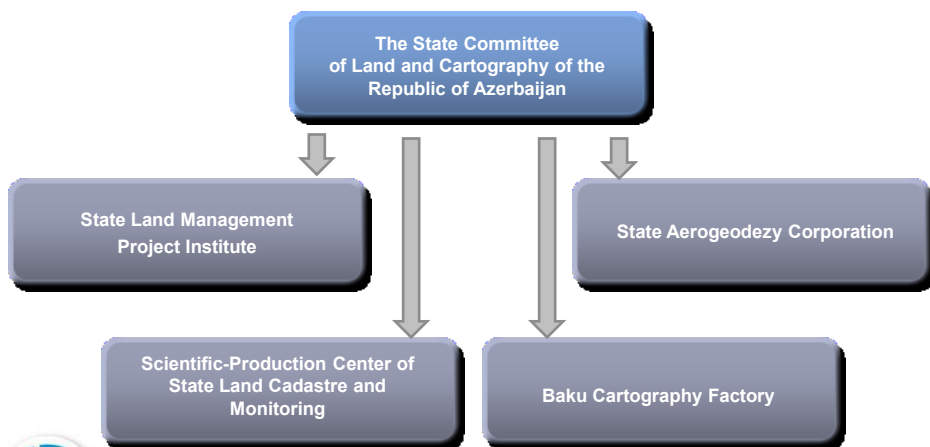 The State Committee
of Land and Cartography of the
Republic of Azerbaijan
State Land Management
Project Institute
State Aerogeodezy Corporation
Scientific-Production Center of
State Land Cadastre and
Monitoring
Baku Cartography Factory